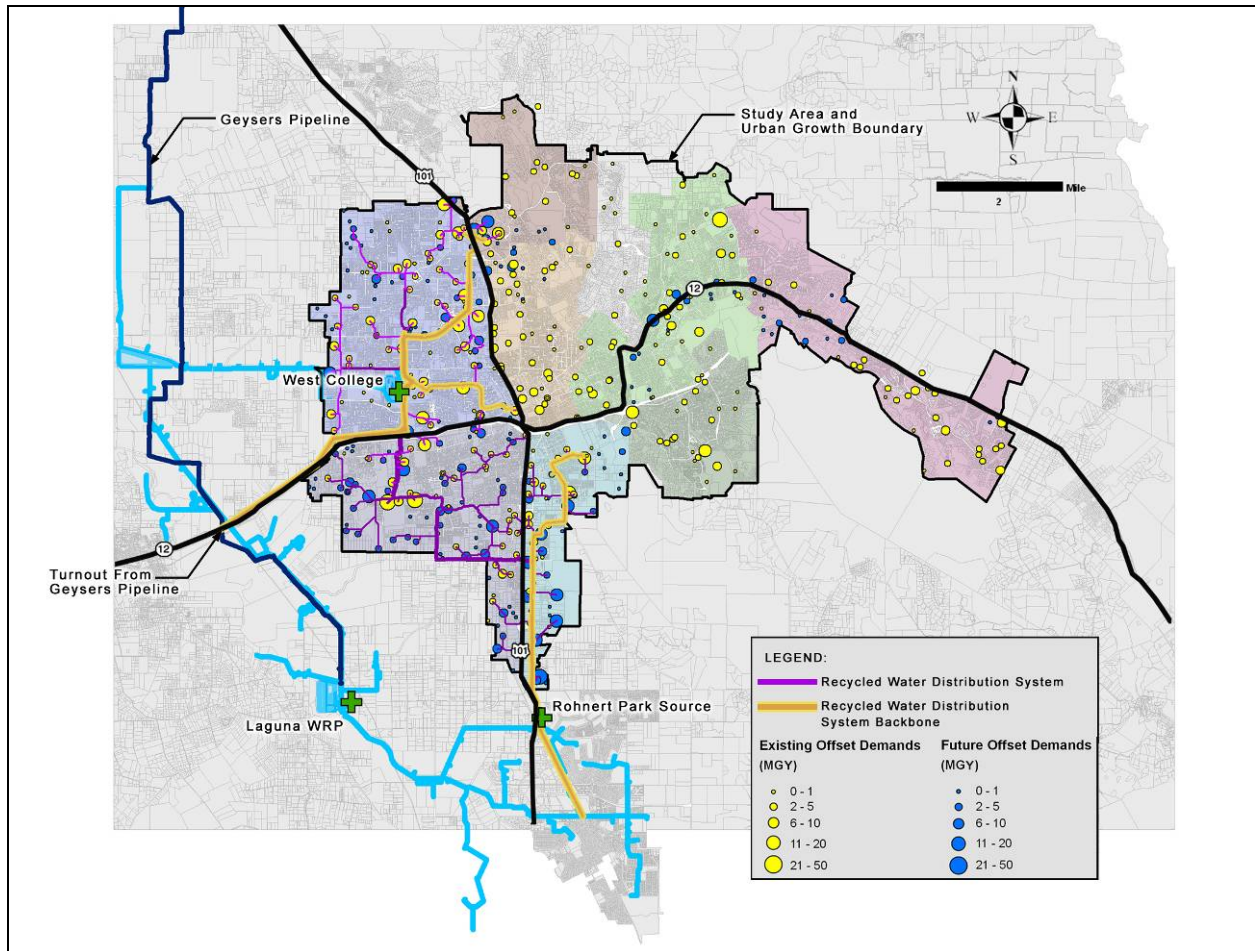 Geysers Pipeline
Study Area and
Urban Growth Boundary
N
W
E
S
Mile
2
101
12
West College
12
Turnout From
Geysers Pipeline
101
Laguna WRP
Rohnert Park Source
LEGEND:
Recycled Water Distribution System
Recycled Water Distribution
System Backbone
Existing Offset Demands
(MGY)
0 - 1
2 - 5
6 - 10
11 - 20
21 - 50
Future Offset Demands
(MGY)
0 - 1
2 - 5
6 - 10
11 - 20
21 - 50